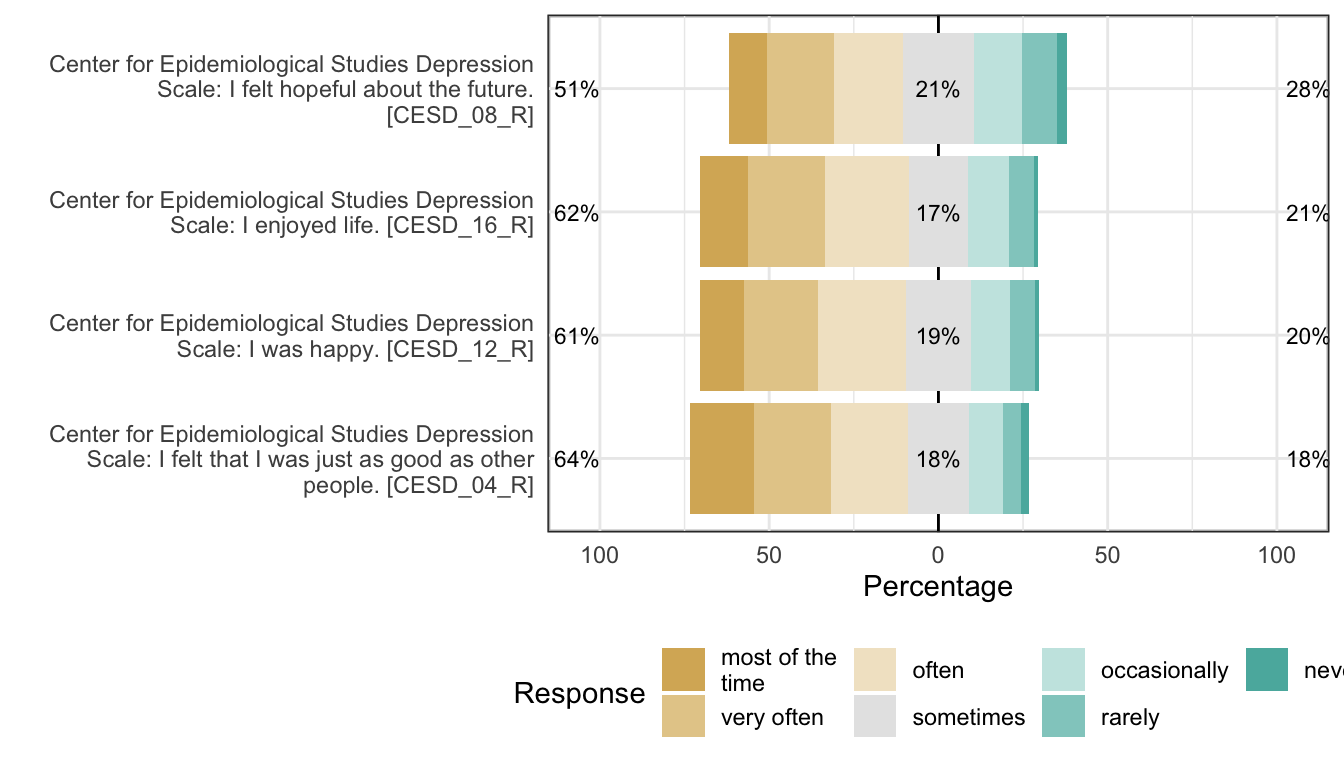 Center for Epidemiological Studies Depression
Scale: I felt hopeful about the future.
[CESD_08_R]
51%
21%
28%
Center for Epidemiological Studies Depression
Scale: I enjoyed life. [CESD_16_R]
62%
17%
21%
Center for Epidemiological Studies Depression
Scale: I was happy. [CESD_12_R]
61%
19%
20%
Center for Epidemiological Studies Depression
Scale: I felt that I was just as good as other
people. [CESD_04_R]
64%
18%
18%
100 50 0 50 100
Percentage
Response
most of the
time
very often
often
sometimes
occasionally
rarely